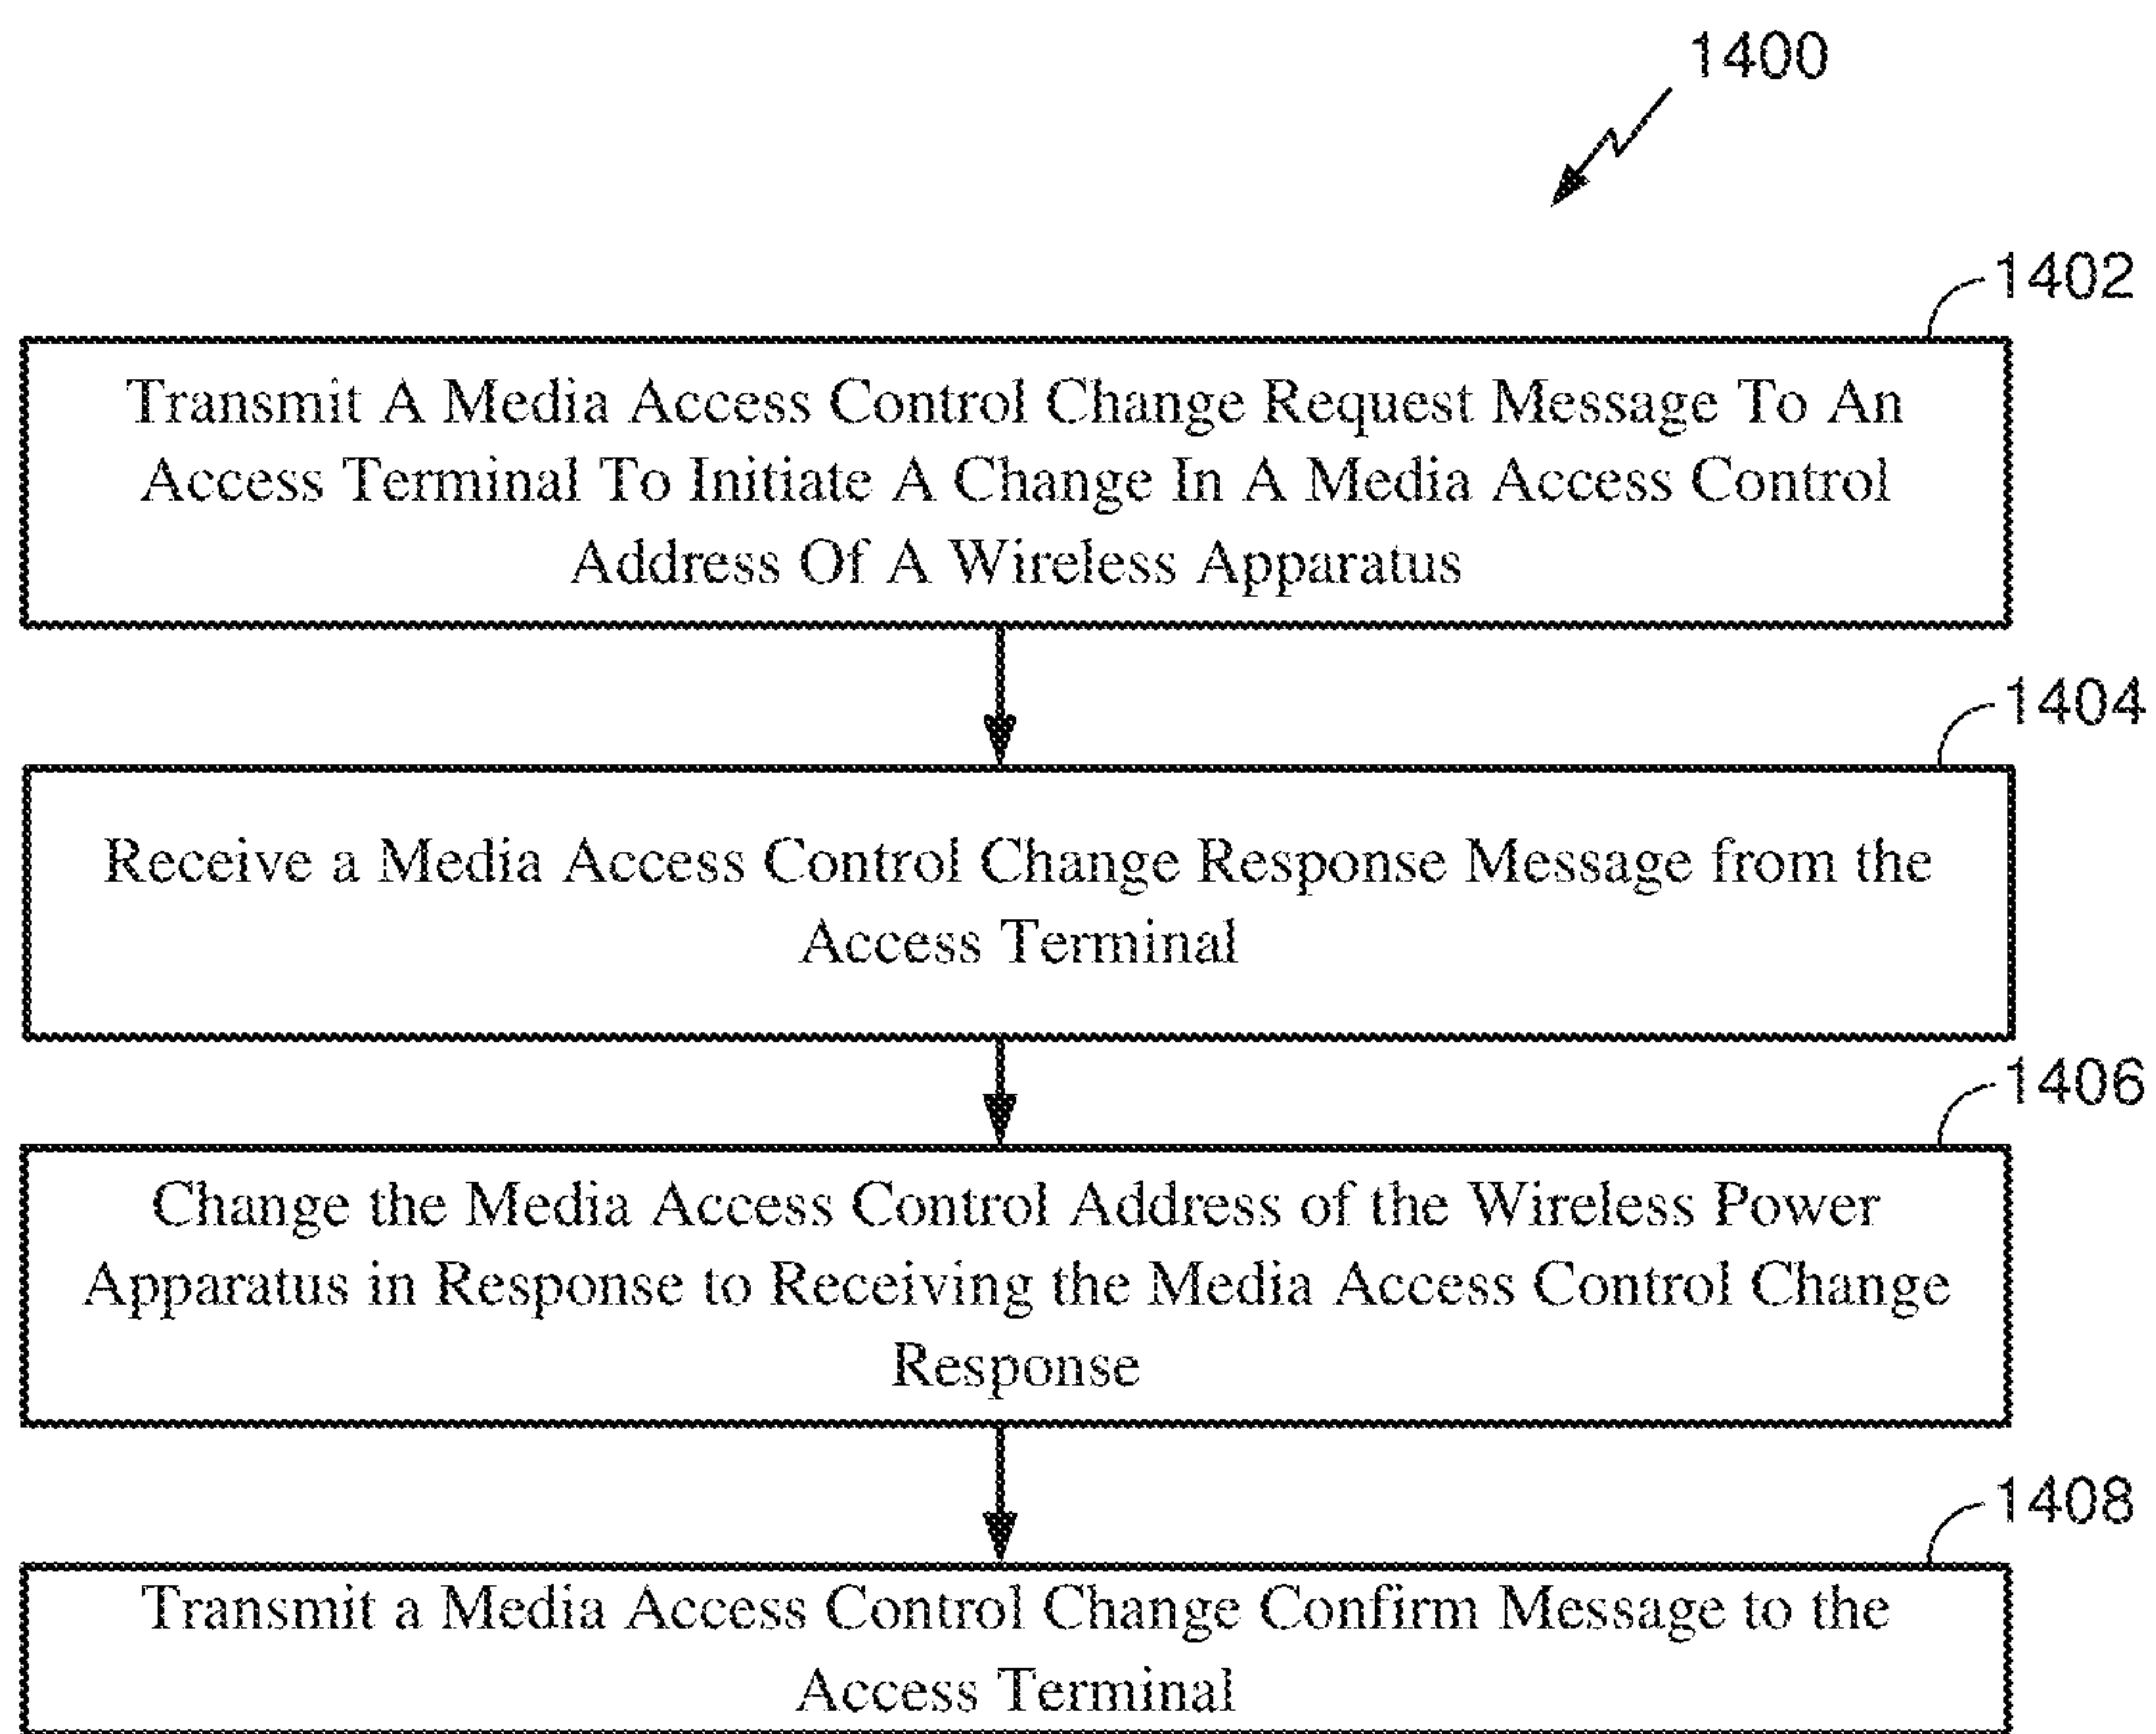 1400
1402
Transmit A Media Access Control Change Request Message To An
Access Terminal To Initiate A Change In A Media Access Control
Address Of A Wireless Apparatus
1404
Receive a Media Access Control Change Response Message from the
Access Terminal
1406
Change the Media Access Control Address of the Wireless Power
Apparatus in Response to Receiving the Media Access Control Change
Response
1408
Transmit a Media Access Control Change Confirm Message to the
Access Terminal